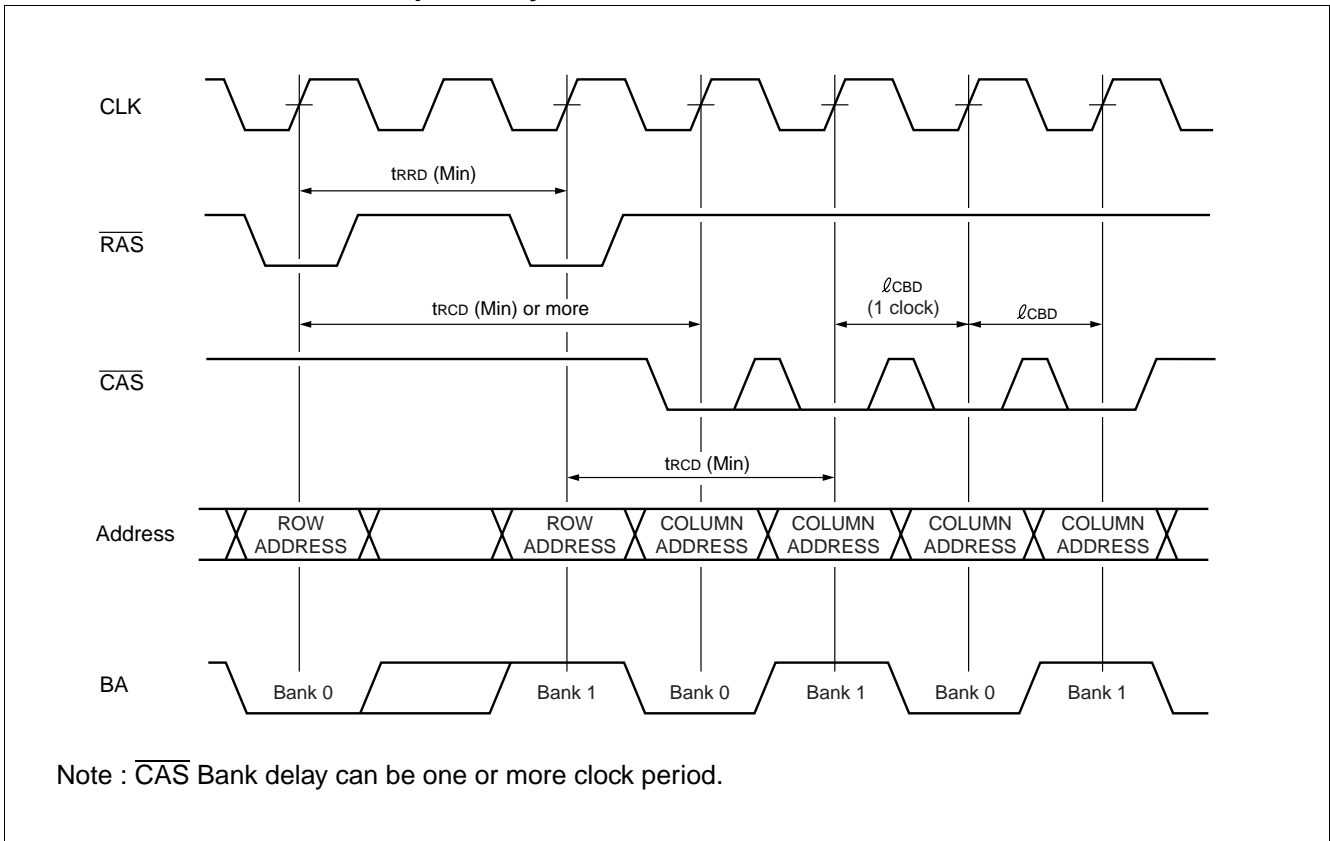 CLK
tRRD (Min)
RAS
tRCD (Min) or more
ℓCBD
(1 clock)
ℓCBD
CAS
tRCD (Min)
Address
ROW
ADDRESS
ROW
ADDRESS
COLUMN
ADDRESS
COLUMN
ADDRESS
COLUMN
ADDRESS
COLUMN
ADDRESS
BA
Bank 0
Bank 1
Bank 0
Bank 1
Bank 0
Bank 1
Note : CAS Bank delay can be one or more clock period.